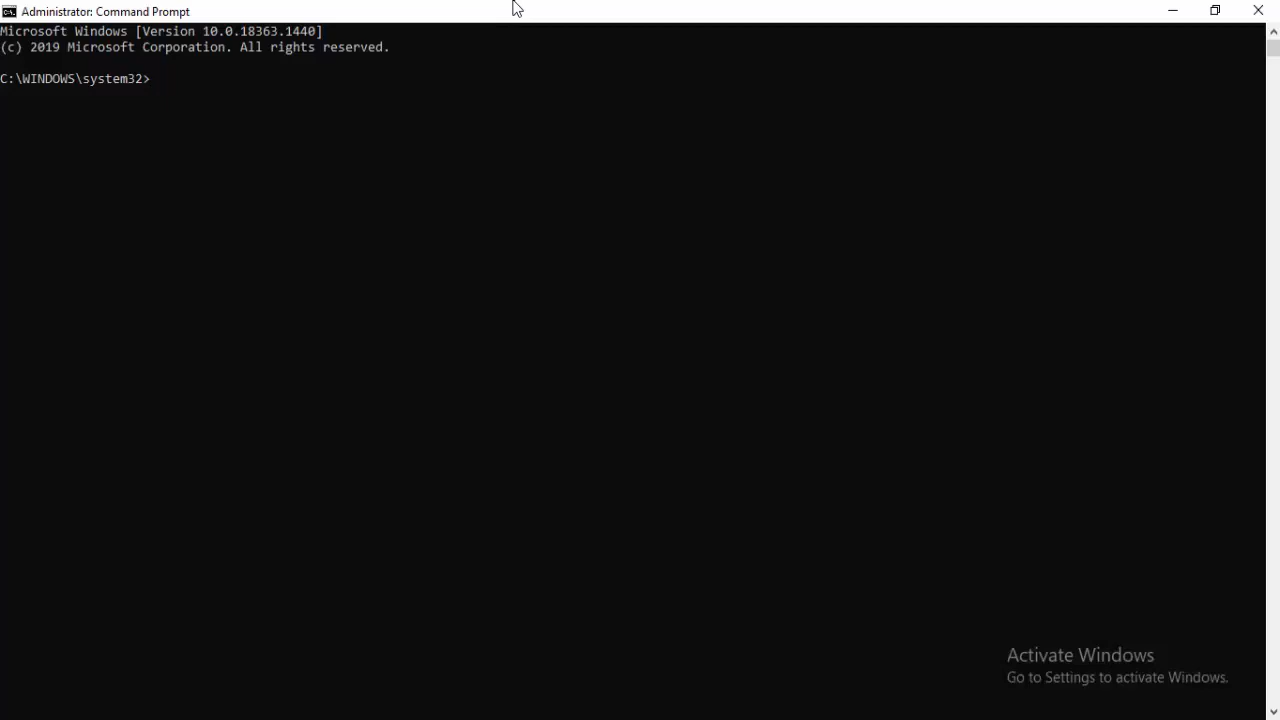 Administrator: Command Prompt
Microsoft Windows [Version 10.0.18363.1440]
(c) 2019 Microsoft Corporation. All rights reserved.
C:\WINDOWS\system32>
Activate Windows
Go to Settings to activate Windows.